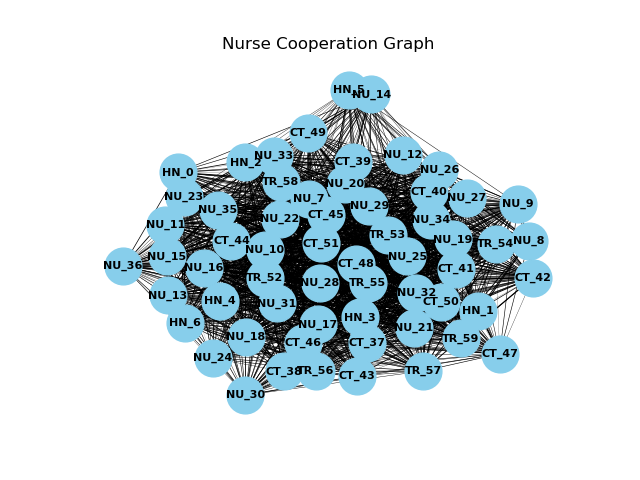 Nurse Cooperation Graph
HN_5
NU_14
CT_49
NU_33
HN_2
CT_39
NU_12
HN_0
NU_26
TR_58
NU_20
NU_23
NU_7
CT_40
NU_27
NU_9
NU_35
NU_29
NU_11
NU_22
CT_45
NU_34
CT_44
TR_53
NU_19
NU_8
CT_51
TR_54
NU_10
NU_15
NU_25
NU_36
NU_16
CT_48
CT_41
TR_52
CT_42
NU_28
TR_55
NU_13
NU_32
HN_4
NU_31
CT_50
HN_1
HN_6
NU_17
HN_3
NU_21
NU_18
TR_59
CT_46
CT_37
CT_47
NU_24
CT_38
TR_56
CT_43
TR_57
NU_30